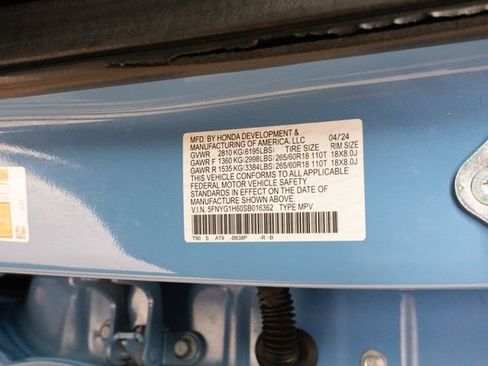 MFD. BY HONDA DEVELOPMENT & 04/24
MANUFACTURING OF AMERICA, LLC
GVWR 2810 KG(6195LBS) TIRE SIZE RIM SIZE
GAWR F 1360 KG(2998LBS) 265/60R18 110T 18X8.0J
GAWR R 1535 KG(3384LBS) 265/60R18 110T 18X8.0J
THIS VEHICLE CONFORMS TO ALL APPLICABLE
FEDERAL MOTOR VEHICLE SAFETY
STANDARDS IN EFFECT ON THE DATE OF
MANUFACTURE SHOWN ABOVE.
V.I.N. 5FNYG1H60SB016362 TYPE MPV
T90 S AT9 -B638P -R -B